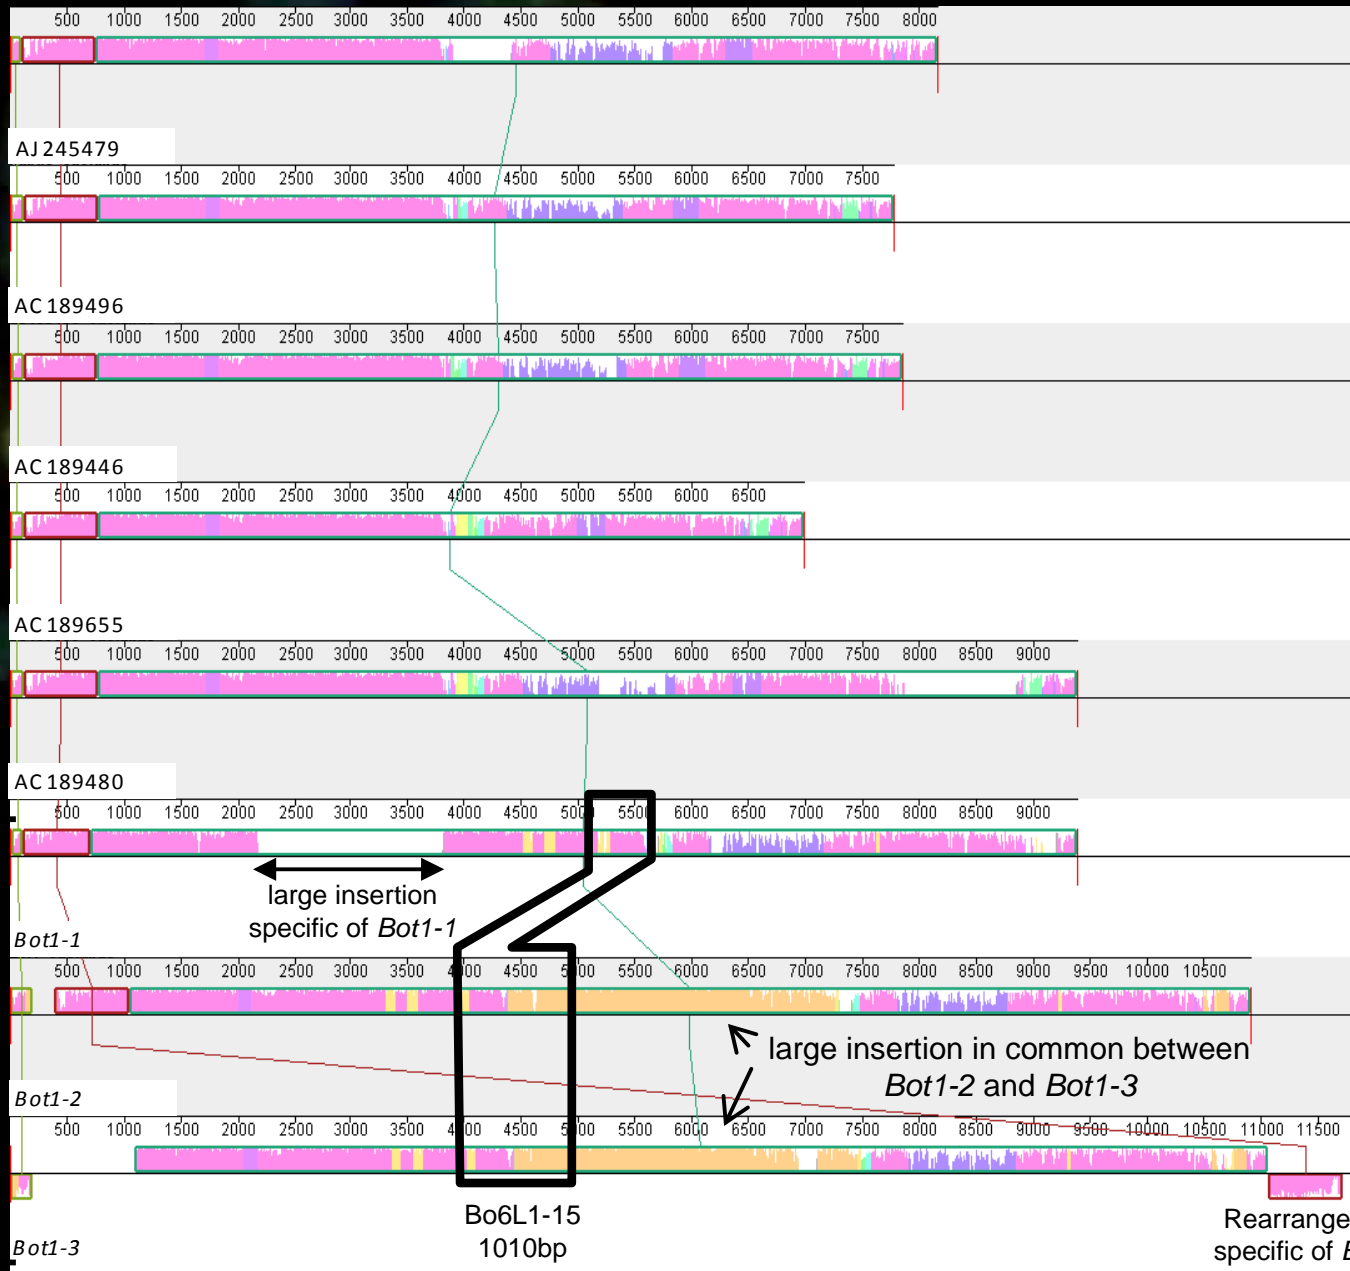 500 1000 1500 2000 2500 3000 3500 4000 4500 5000 5500 6000 6500 7000 7500 8000
AJ245479
500 1000 1500 2000 2500 3000 3500 4000 4500 5000 5500 6000 6500 7000 7500
AC189496
500 1000 1500 2000 2500 3000 3500 4000 4500 5000 5500 6000 6500 7000 7500
AC189446
500 1000 1500 2000 2500 3000 3500 4000 4500 5000 5500 6000 6500
AC189655
500 1000 1500 2000 2500 3000 3500 4000 4500 5000 5500 6000 6500 7000 7500 8000 8500 9000
AC189480
500 1000 1500 2000 2500 3000 3500 4000 4500 5000 5500 6000 6500 7000 7500 8000 8500 9000
large insertion
specific of Bot1-1
Bot1-1
500 1000 1500 2000 2500 3000 3500 4000 4500 5000 5500 6000 6500 7000 7500 8000 8500 9000 9500 10000 10500
large insertion in common between
Bot1-2 and Bot1-3
Bot1-2
500 1000 1500 2000 2500 3000 3500 4000 4500 5000 5500 6000 6500 7000 7500 8000 8500 9000 9500 10000 10500 11000 11500
Bo6L1-15
1010bp
Rearrange
specific of B
Bot1-3